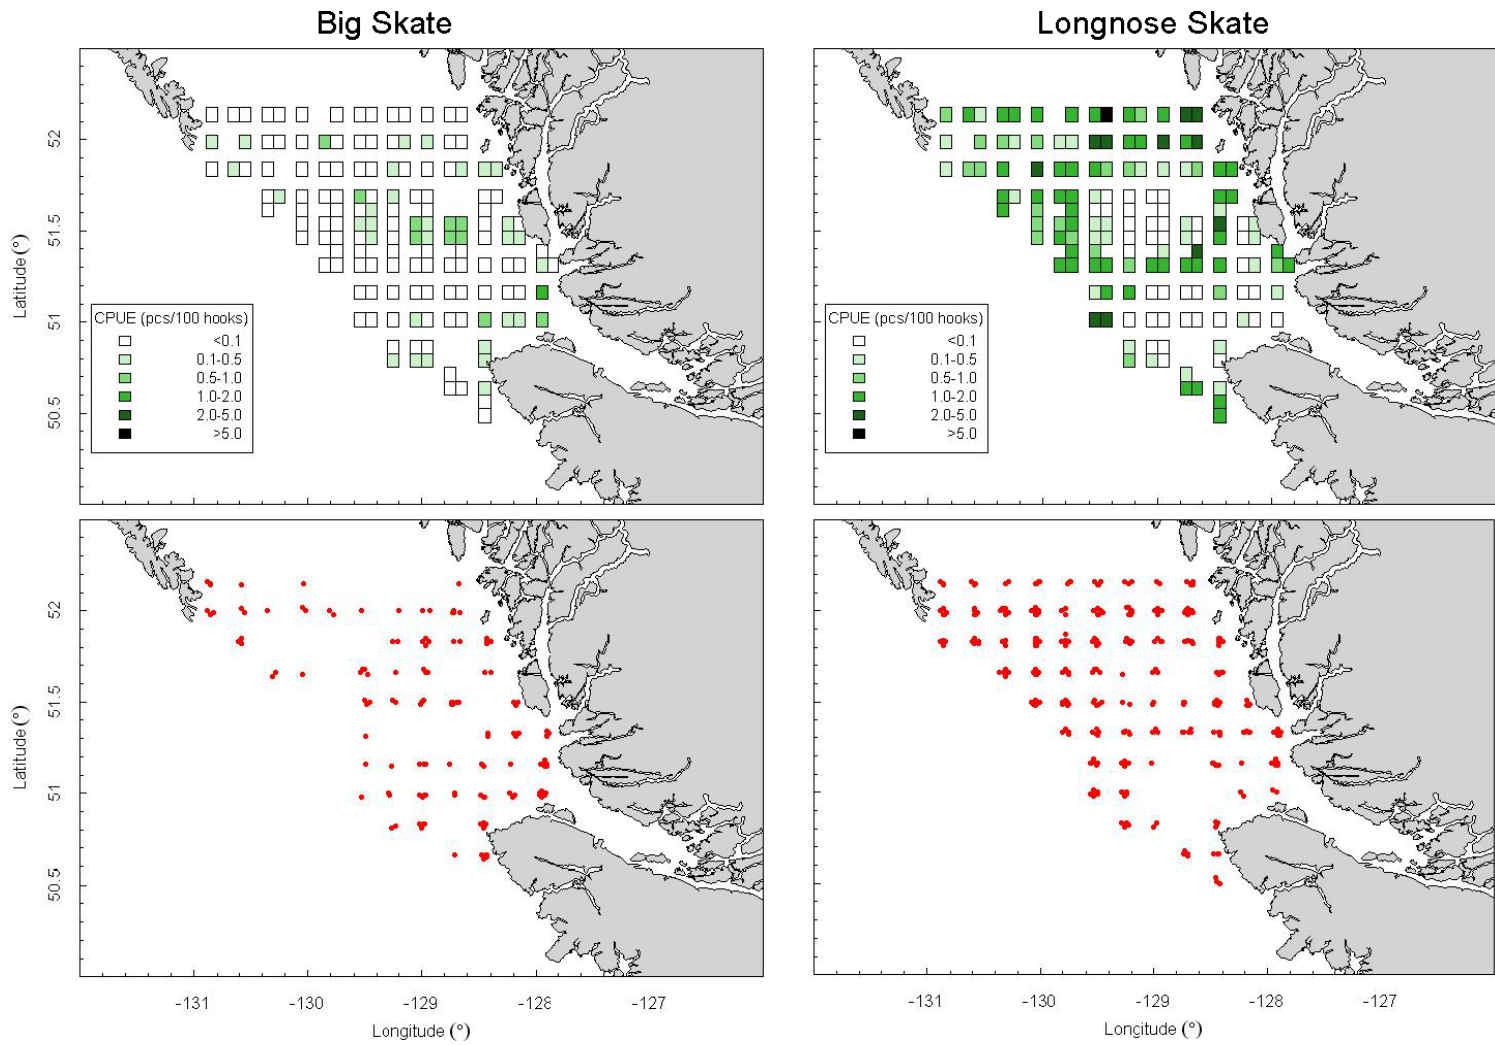 Big Skate
Longnose Skate
52
51.5
51
50.5
Latitude (°)
CPUE (pcs/100 hooks)
<0.1
0.1-0.5
0.5-1.0
1.0-2.0
2.0-5.0
>5.0
CPUE (pcs/100 hooks)
<0.1
0.1-0.5
0.5-1.0
1.0-2.0
2.0-5.0
>5.0
52
51.5
51
50.5
Latitude (°)
-131 -130 -129 -128 -127
Longitude (°)
-131 -130 -129 -128 -127
Longitude (°)